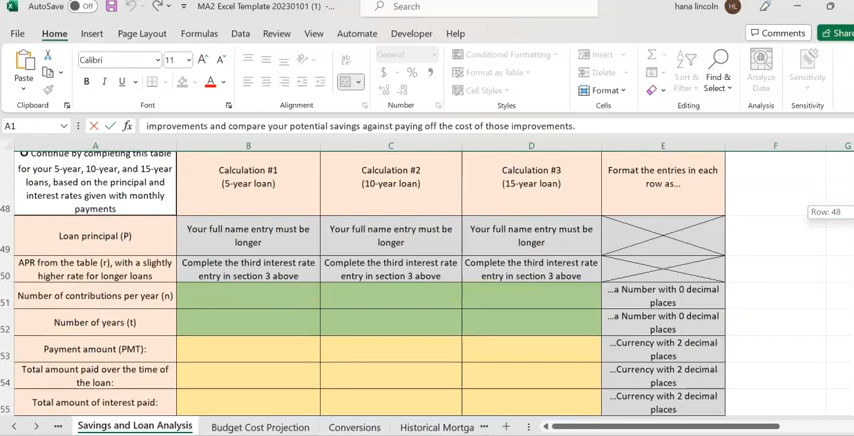 AutoSave Off MA2 Excel Template 20230101 (1) -... Search hana lincoln HL
File Home Insert Page Layout Formulas Data Review View Automate Developer Help Comments Share
Calibri 11 A^ A˅ General Conditional Formatting Insert
Paste B I U $ % 9 Format as Table Delete Sort & Find & Analyze Sensitivity
Cell Styles Format Filter Select Data
Clipboard Font Alignment Number Styles Cells Editing Analysis Sensitivity
A1 fx improvements and compare your potential savings against paying off the cost of those improvements.
A B C D E F G
Continue by completing this table
for your 5-year, 10-year, and 15-year
loans, based on the principal and
interest rates given with monthly
payments
Calculation #1
(5-year loan)
Calculation #2
(10-year loan)
Calculation #3
(15-year loan)
Format the entries in each
row as...
48
Row: 48
Loan principal (P)
Your full name entry must be
longer
Your full name entry must be
longer
Your full name entry must be
longer
49
APR from the table (r), with a slightly
higher rate for longer loans
Complete the third interest rate
entry in section 3 above
Complete the third interest rate
entry in section 3 above
Complete the third interest rate
entry in section 3 above
50
Number of contributions per year (n)
...a Number with 0 decimal
places
51
Number of years (t)
...a Number with 0 decimal
places
52
Payment amount (PMT):
...Currency with 2 decimal
places
53
Total amount paid over the time of
the loan:
...Currency with 2 decimal
places
54
Total amount of interest paid:
...Currency with 2 decimal
places
55
Savings and Loan Analysis Budget Cost Projection Conversions Historical Mortga ...